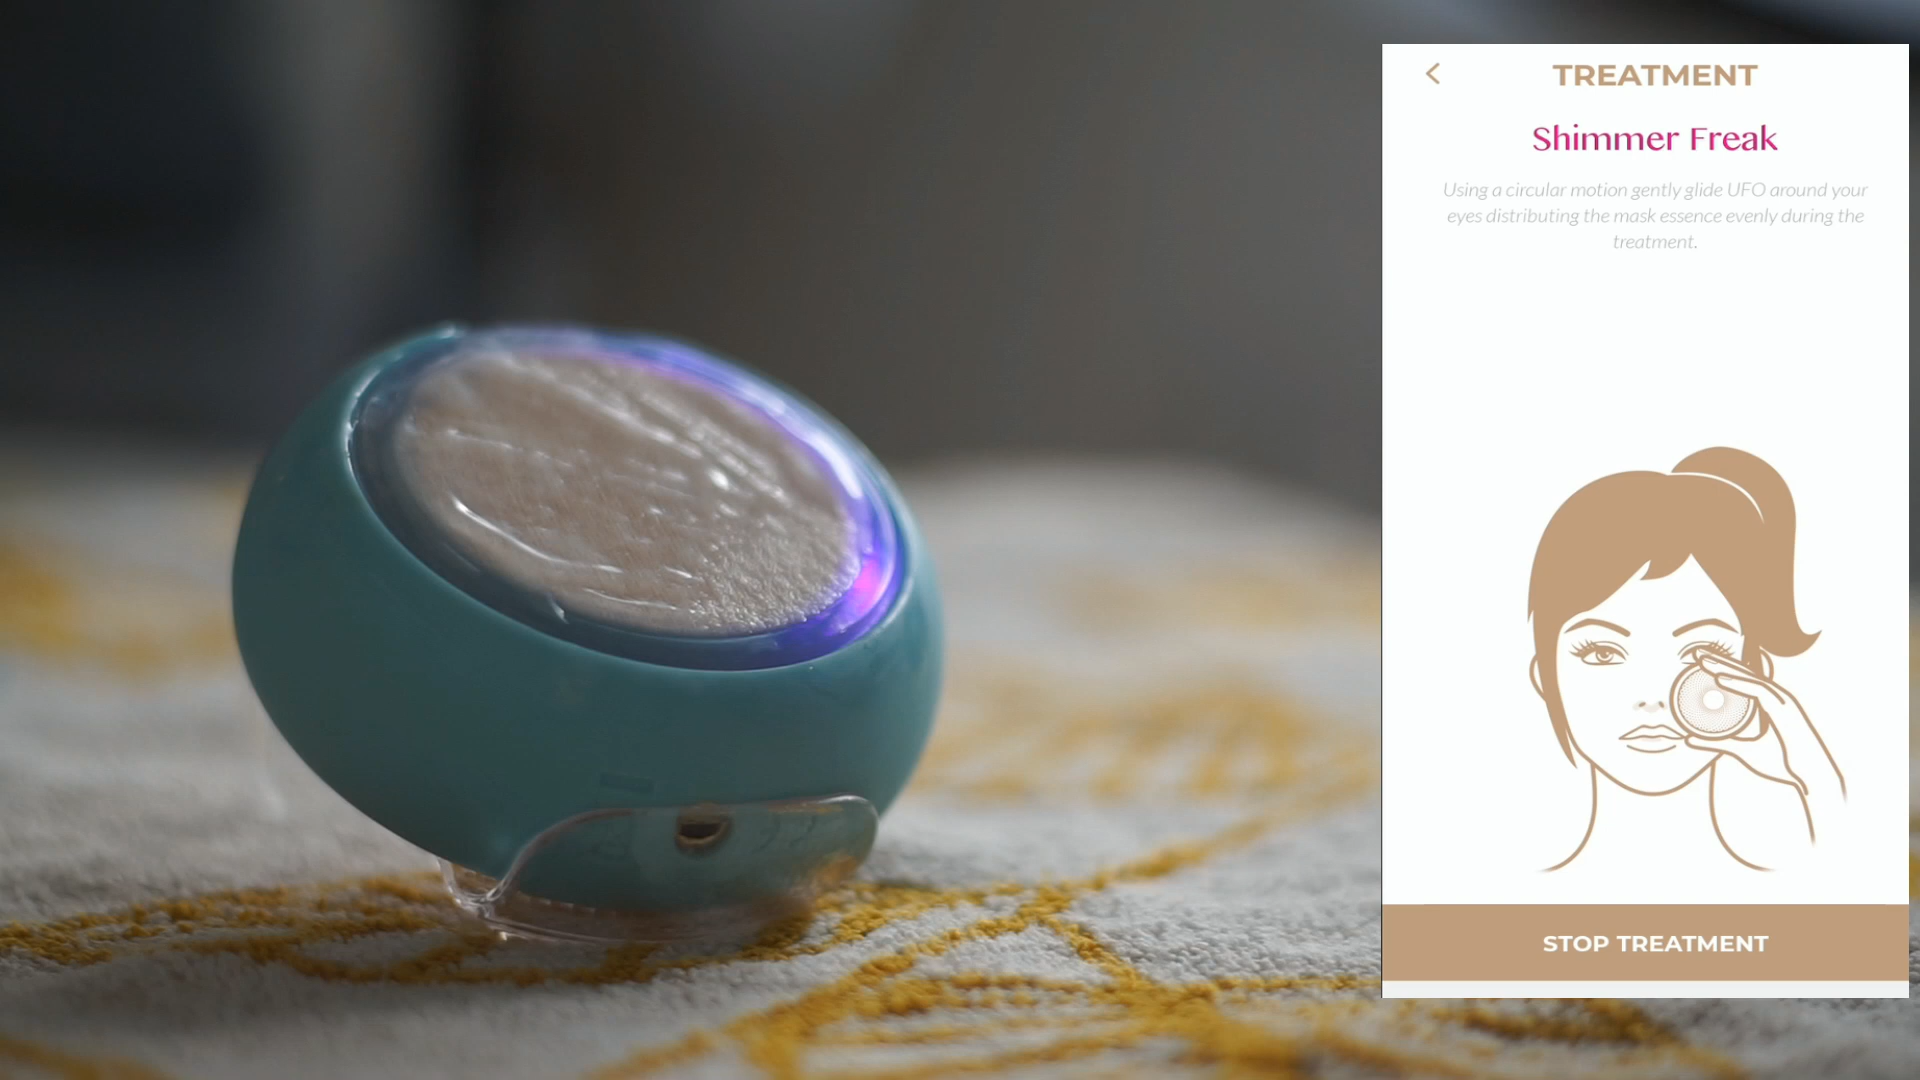 TREATMENT
Shimmer Freak
Using a circular motion gently glide UFO around your
eyes distributing the mask essence evenly during the
treatment.
STOP TREATMENT